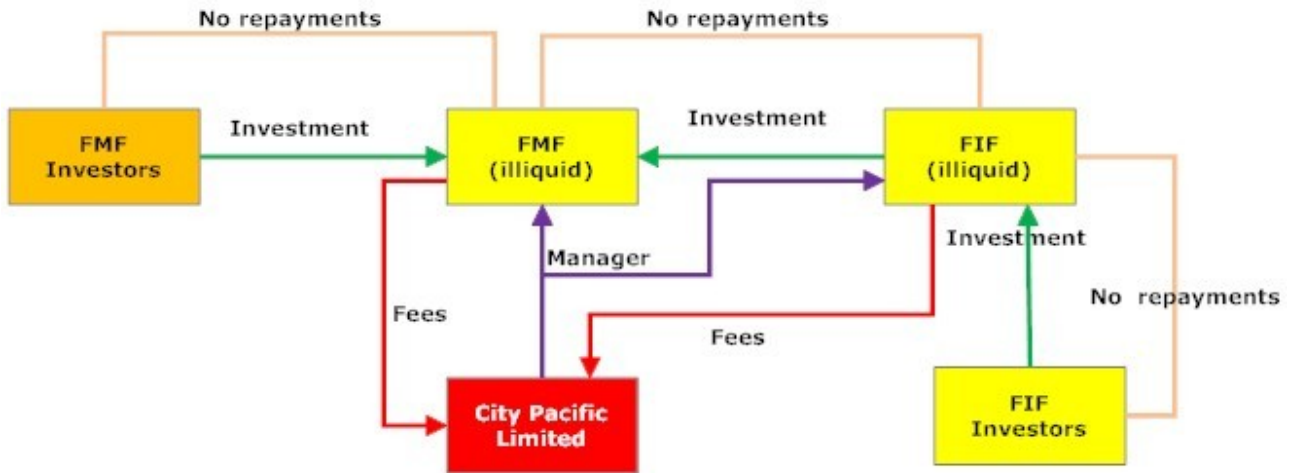 No repayments
No repayments
FMF
Investors
Investment
FMF
(illiquid)
Investment
FIF
(illiquid)
Manager
Investment
No repayments
Fees
Fees
City Pacific
Limited
FIF
Investors